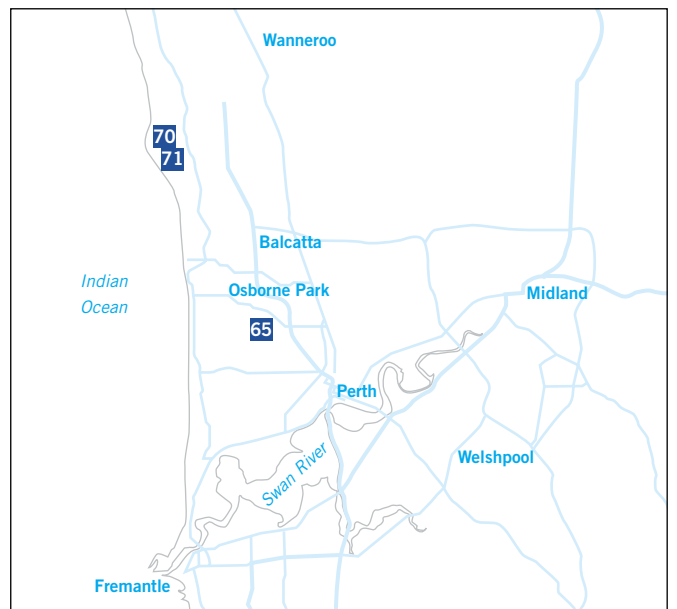 Wanneroo
70
71
Balcatta
Indian
Ocean
Osborne Park
Midland
65
Perth
Welshpool
Swan River
Fremantle